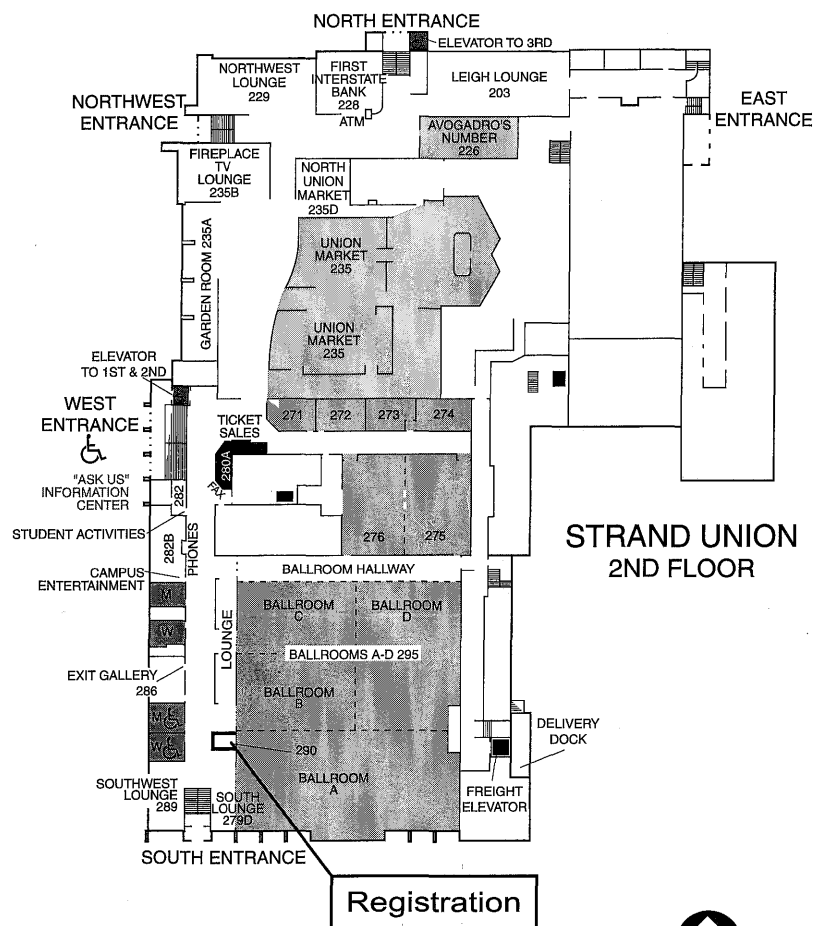 NORTH ENTRANCE
ELEVATOR TO 3RD
NORTHWEST
LOUNGE
229
FIRST
INTERSTATE
BANK
228
ATM
LEIGH LOUNGE
203
NORTHWEST
ENTRANCE
EAST
ENTRANCE
AVOGADRO'S
NUMBER
226
FIREPLACE
TV
LOUNGE
235B
NORTH
UNION
MARKET
235D
GARDEN ROOM 235A
UNION
MARKET
235
UNION
MARKET
235
ELEVATOR
TO 1ST & 2ND
WEST
ENTRANCE
TICKET
SALES
271
272
273
274
280A
FAX
"ASK US"
INFORMATION
CENTER
282
STUDENT ACTIVITIES
282B
PHONES
276
275
STRAND UNION
2ND FLOOR
CAMPUS
ENTERTAINMENT
BALLROOM HALLWAY
M
W
LOUNGE
BALLROOM
C
BALLROOM
D
BALLROOMS A-D 295
EXIT GALLERY
286
BALLROOM
B
M
W
290
BALLROOM
A
DELIVERY
DOCK
FREIGHT
ELEVATOR
SOUTHWEST
LOUNGE
289
SOUTH
LOUNGE
279D
SOUTH ENTRANCE
Registration